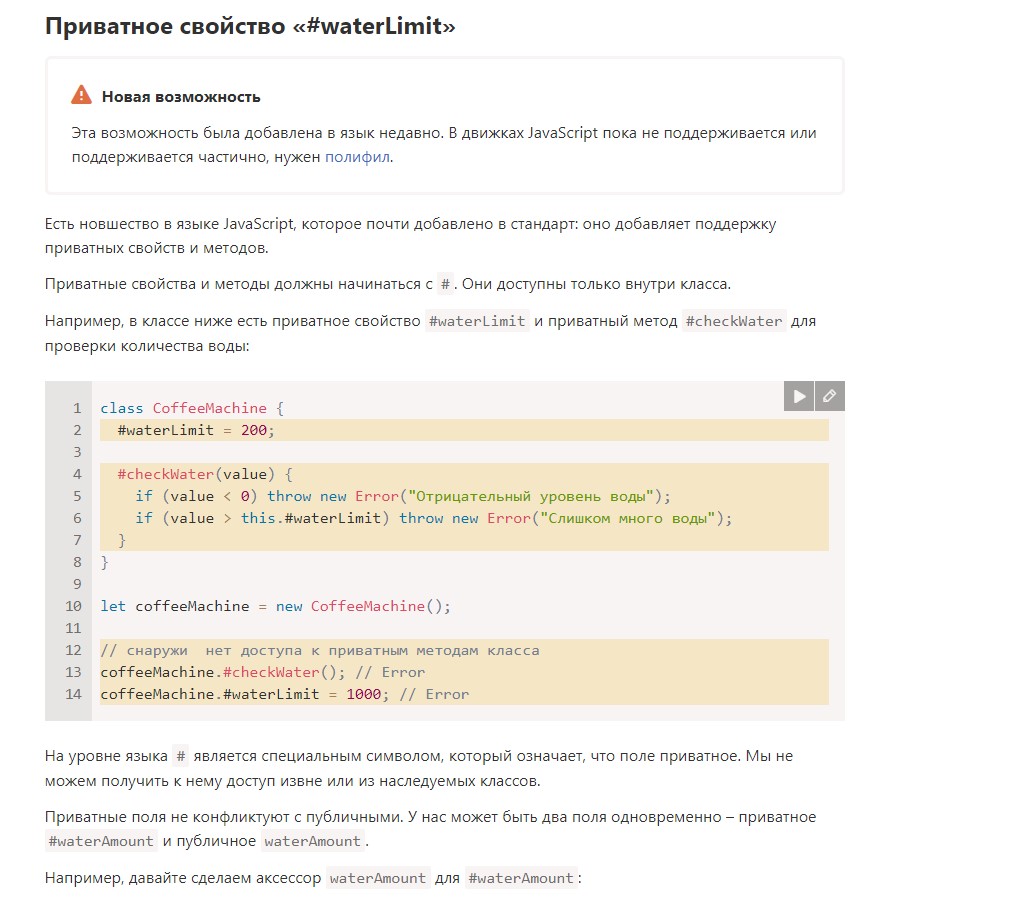 Приватное свойство «#waterLimit»
Новая возможность
Эта возможность была добавлена в язык недавно. В движках JavaScript пока не поддерживается или
поддерживается частично, нужен полифил.
Есть новшество в языке JavaScript, которое почти добавлено в стандарт: оно добавляет поддержку
приватных свойств и методов.
Приватные свойства и методы должны начинаться с #. Они доступны только внутри класса.
Например, в классе ниже есть приватное свойство #waterLimit и приватный метод #checkWater для
проверки количества воды:
1 class CoffeeMachine {
2   #waterLimit = 200;
3
4   #checkWater(value) {
5     if (value < 0) throw new Error("Отрицательный уровень воды");
6     if (value > this.#waterLimit) throw new Error("Слишком много воды");
7   }
8 }
9
10 let coffeeMachine = new CoffeeMachine();
11
12 // снаружи  нет доступа к приватным методам класса
13 coffeeMachine.#checkWater(); // Error
14 coffeeMachine.#waterLimit = 1000; // Error
На уровне языка # является специальным символом, который означает, что поле приватное. Мы не
можем получить к нему доступ извне или из наследуемых классов.
Приватные поля не конфликтуют с публичными. У нас может быть два поля одновременно – приватное
#waterAmount и публичное waterAmount.
Например, давайте сделаем аксессор waterAmount для #waterAmount: